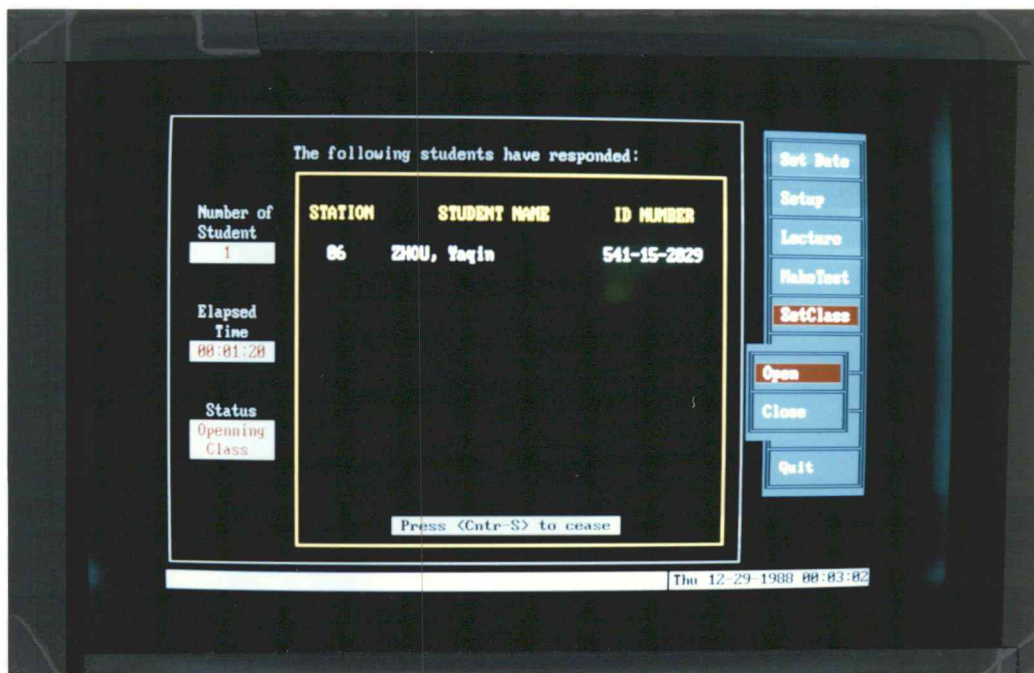 The following students have responded:
Number of
Student
1
Elapsed
Time
00:01:20
Status
Openning
Class
STATION STUDENT NAME ID NUMBER
06 ZHOU, Yaqin 541-15-2029
Press <Cntr-S> to cease
Set Date
Setup
Lecture
MakeTest
SetClass
Open
Close
Quit
Thu 12-29-1988 00:03:02